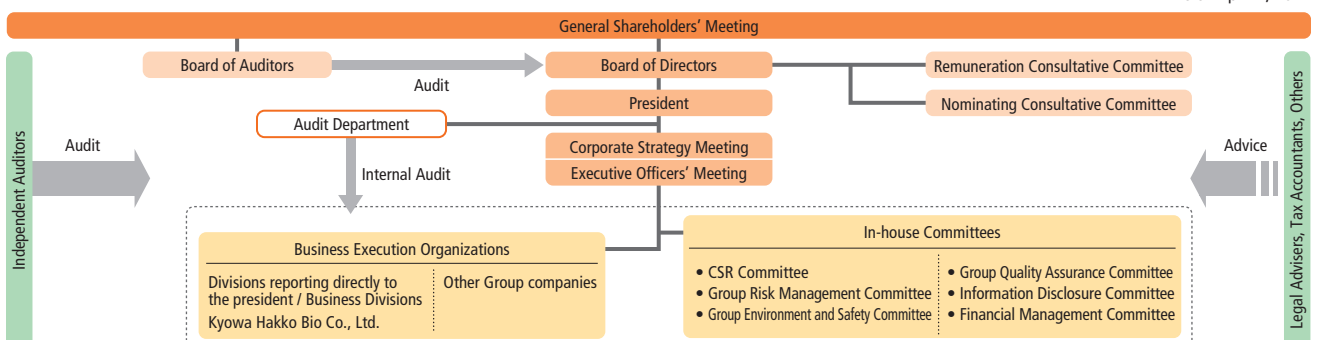 General Shareholders' Meeting
Independent Auditors
Audit
Board of Auditors
Audit
Board of Directors
Remuneration Consultative Committee
Nominating Consultative Committee
President
Audit Department
Internal Audit
Corporate Strategy Meeting
Executive Officers' Meeting
Advice
Legal Advisers, Tax Accountants, Others
Business Execution Organizations
Divisions reporting directly to
the president / Business Divisions
Kyowa Hakko Bio Co., Ltd.
Other Group companies
In-house Committees
• CSR Committee
• Group Risk Management Committee
• Group Environment and Safety Committee
• Group Quality Assurance Committee
• Information Disclosure Committee
• Financial Management Committee